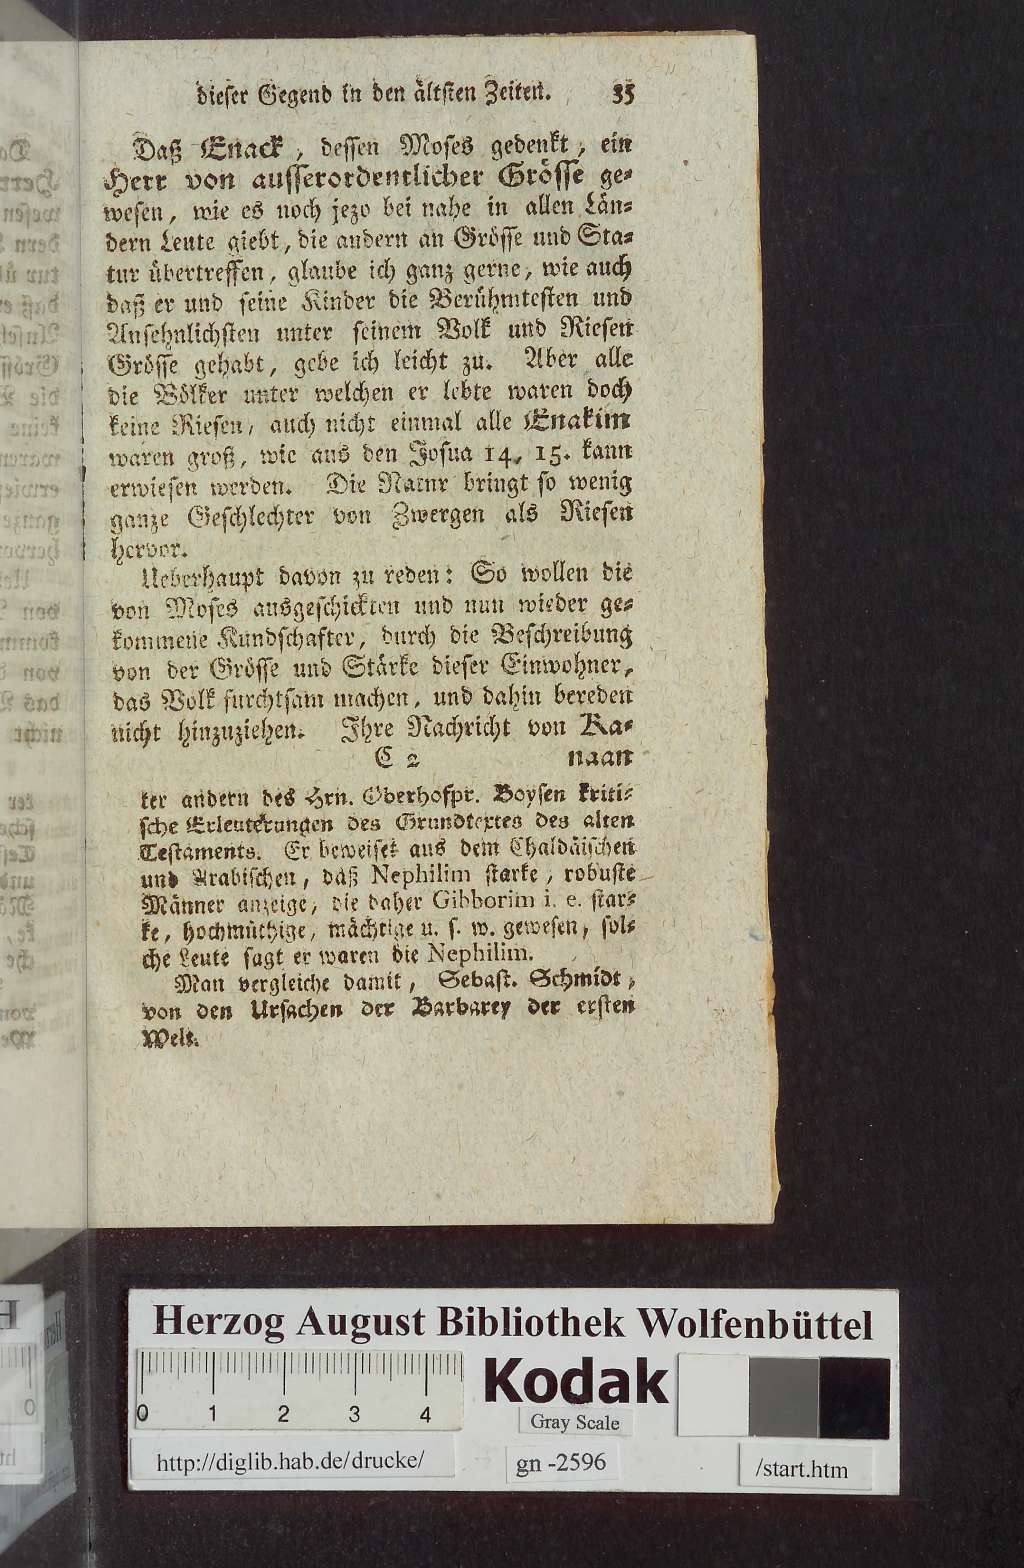 dieser Gegend in den ältsten Zeiten. 35
Daß Enack, dessen Moses gedenkt, ein
Herr von ausserordentlicher Grösse ge-
wesen, wie es noch jezo bei nahe in allen Län-
dern Leute giebt, die andern an Grösse und Sta-
tur übertreffen, glaube ich ganz gerne, wie auch
daß er und seine Kinder die Berühmtesten und
Ansehnlichsten unter seinem Volk und Riesen
Grösse gehabt, gebe ich leicht zu. Aber alle
die Völker unter welchen er lebte waren doch
keine Riesen, auch nicht einmal alle Enakim
waren groß, wie aus den Josua 14, 15. kann
erwiesen werden. Die Natur bringt so wenig
ganze Geschlechter von Zwergen als Riesen
hervor.
Ueberhaupt davon zu reden: So wollen die
von Moses ausgeschickten und nun wieder ge-
kommene Kundschafter, durch die Beschreibung
von der Grösse und Stärke dieser Einwohner,
das Volk furchtsam machen, und dahin bereden
nicht hinzuziehen. Ihre Nachricht von Ka-
C 2 naan
ter andern des Hrn. Oberhofpr. Boysen kriti-
sche Erleuterungen des Grundtextes des alten
Testaments. Er beweiset aus dem Chaldäischen
und Arabischen, daß Nephilim starke, robuste
Männer anzeige, die daher Gibborim i. e. star-
ke, hochmüthige, mächtige u. s. w. gewesen, sol-
che Leute sagt er waren die Nephilim.
Man vergleiche damit, Sebast. Schmidt,
von den Ursachen der Barbarey der ersten
Welt.
Herzog August Bibliothek Wolfenbüttel
Kodak
0 1 2 3 4
Gray Scale
http://diglib.hab.de/drucke/ gn -2596 /start.htm